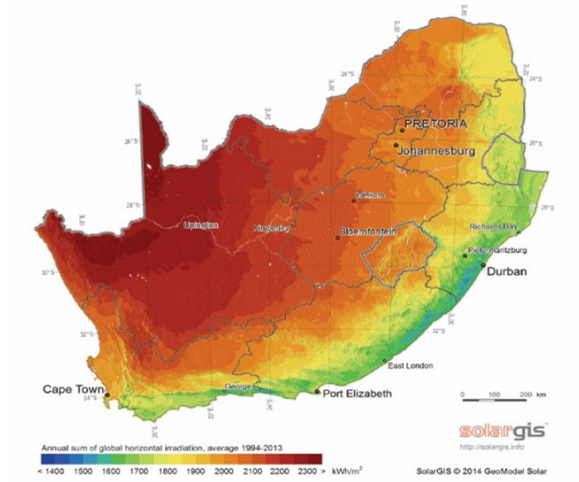 PRETORIA
Johannesburg
Welkom
Upington
Kimberley
Bloemfontein
Richards Bay
Pietermaritzburg
Durban
East London
Cape Town
George
Port Elizabeth
0 100 200 km
solargis
http://solargis.info
Annual sum of global horizontal irradiation, average 1994-2013
< 1400 1500 1600 1700 1800 1900 2000 2100 2200 2300 > kWh/m²
SolarGIS © 2014 GeoModel Solar